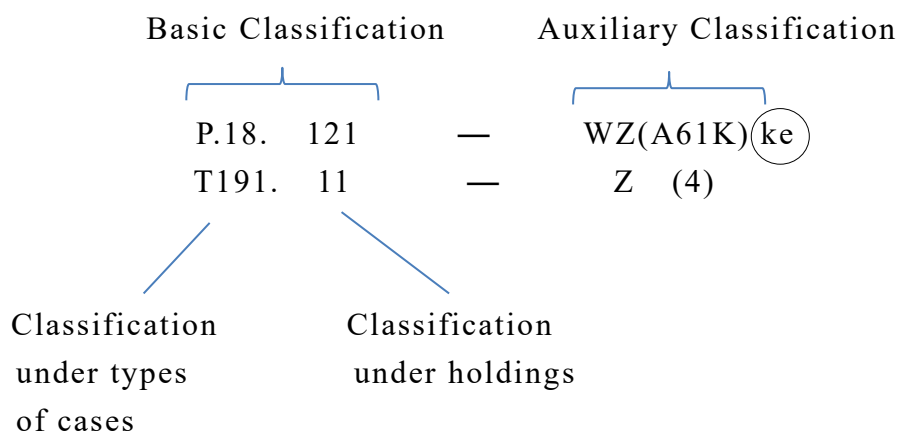 Basic Classification Auxiliary Classification
P.18. 121 — WZ(A61K) ke
T191. 11 — Z (4)
Classification Classification
under types under holdings
of cases